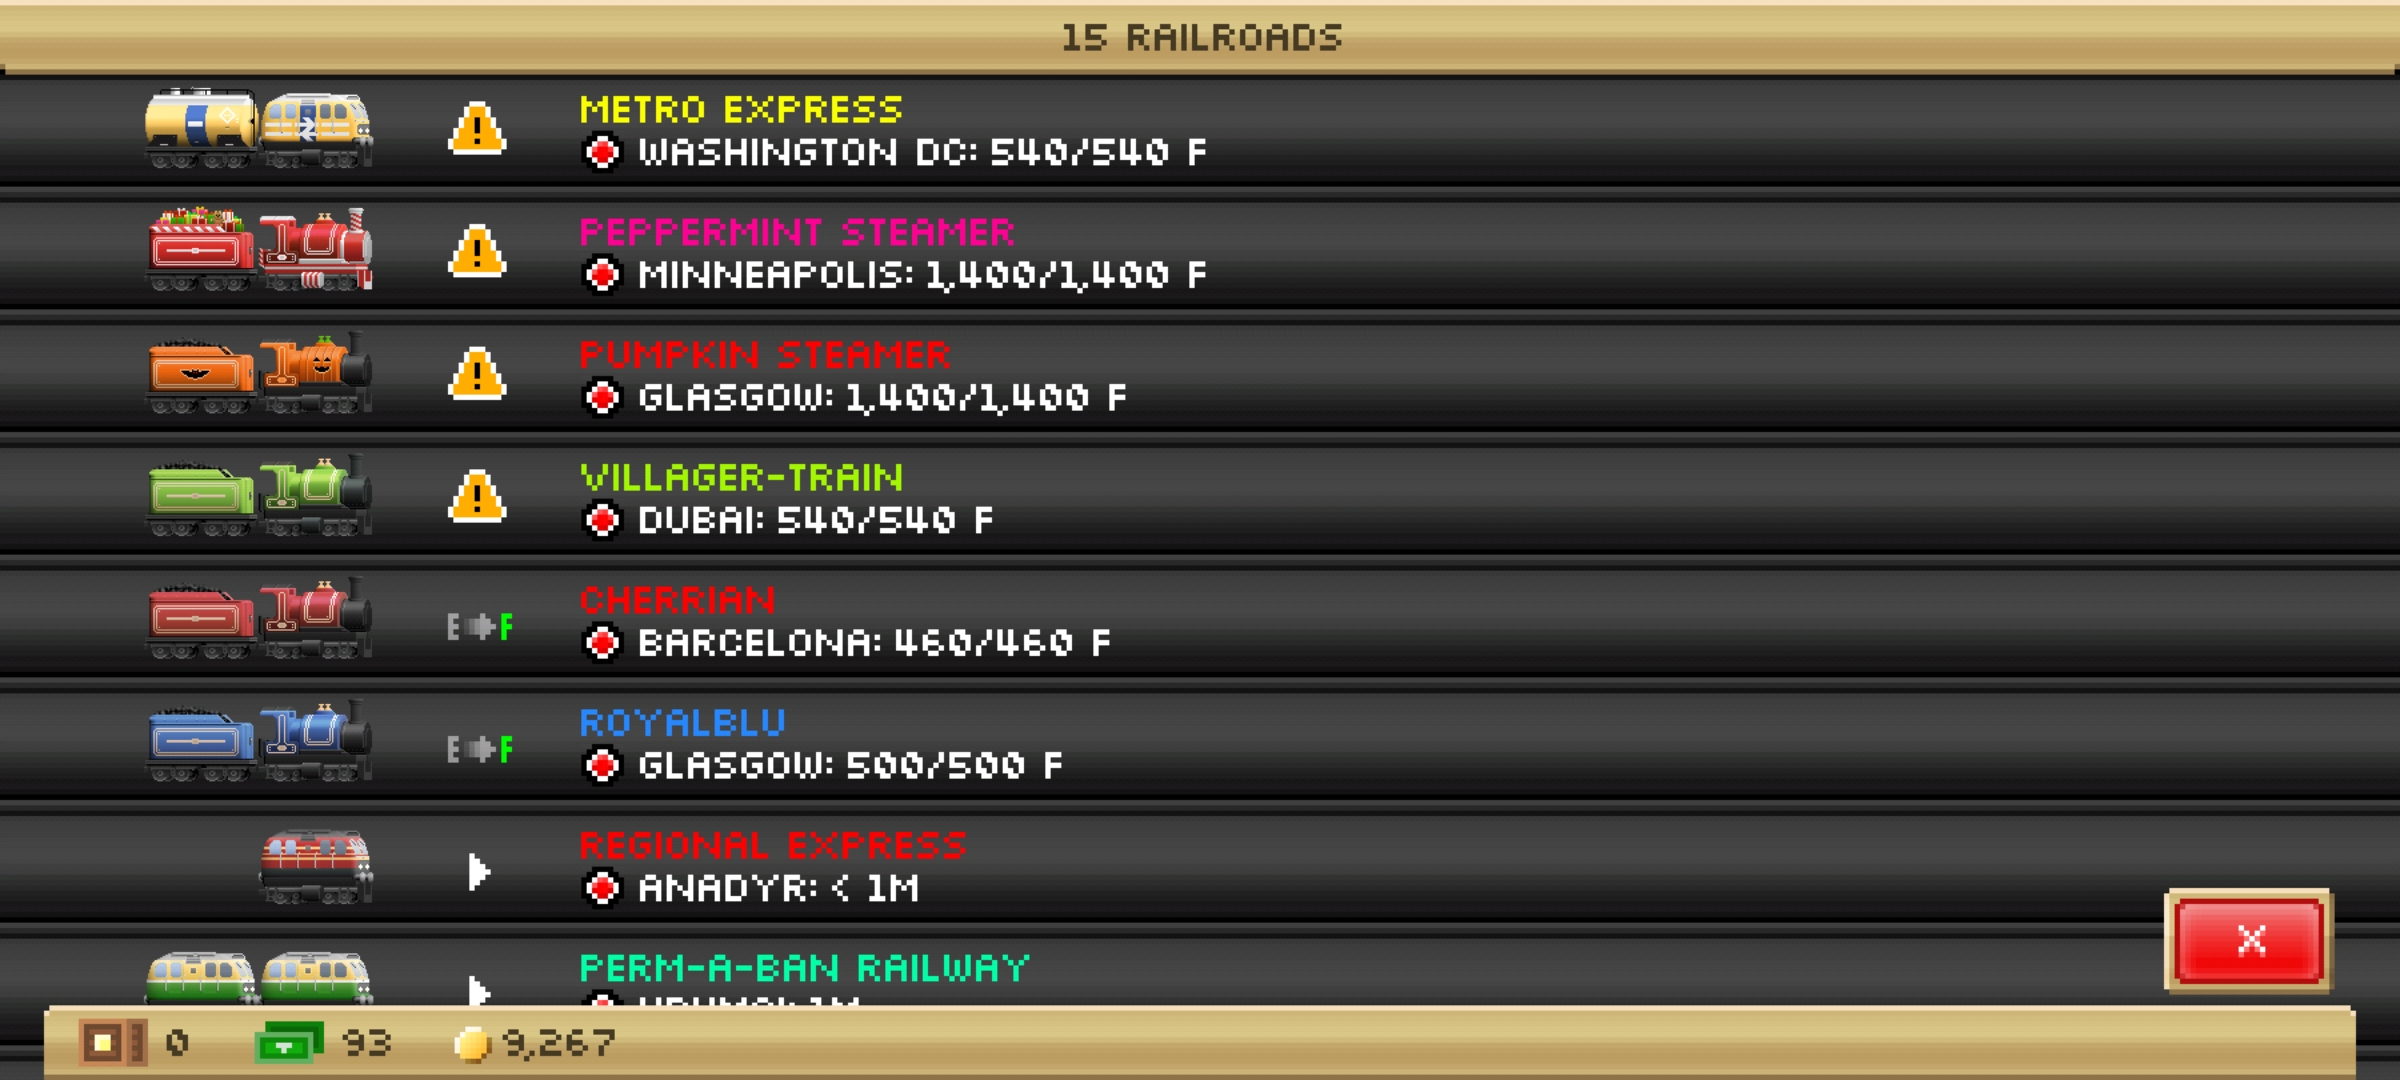 15 RAILROADS
METRO EXPRESS
WASHINGTON DC: 540/540 F
PEPPERMINT STEAMER
MINNEAPOLIS: 1,400/1,400 F
PUMPKIN STEAMER
GLASGOW: 1,400/1,400 F
VILLAGER-TRAIN
DUBAI: 540/540 F
CHERRIAN
E F
BARCELONA: 460/460 F
ROYALBLU
E F
GLASGOW: 500/500 F
REGIONAL EXPRESS
ANADYR: < 1M
PERM-A-BAN RAILWAY
X
0 93 9,267